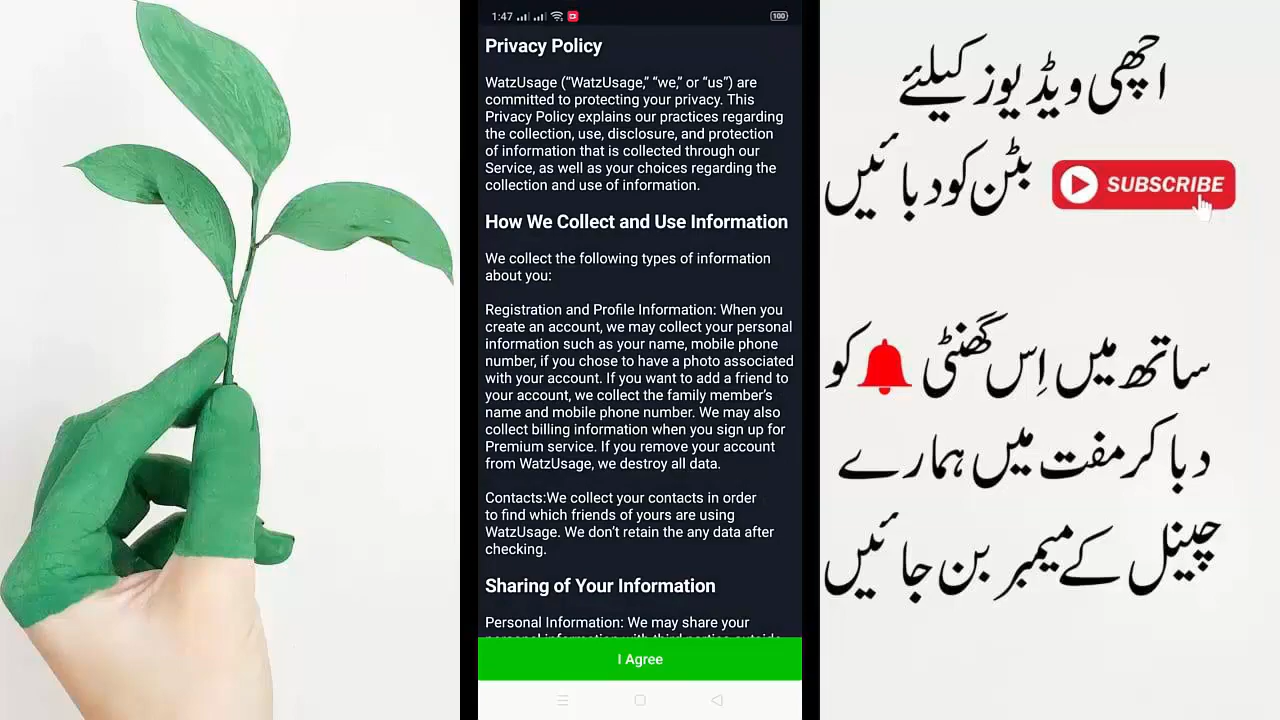 1:47
100
Privacy Policy
WatzUsage (“WatzUsage,” “we,” or “us”) are
committed to protecting your privacy. This
Privacy Policy explains our practices regarding
the collection, use, disclosure, and protection
of information that is collected through our
Service, as well as your choices regarding the
collection and use of information.
How We Collect and Use Information
We collect the following types of information
about you:
Registration and Profile Information: When you
create an account, we may collect your personal
information such as your name, mobile phone
number, if you chose to have a photo associated
with your account. If you want to add a friend to
your account, we collect the family member’s
name and mobile phone number. We may also
collect billing information when you sign up for
Premium service. If you remove your account
from WatzUsage, we destroy all data.
Contacts:We collect your contacts in order
to find which friends of yours are using
WatzUsage. We don’t retain the any data after
checking.
Sharing of Your Information
Personal Information: We may share your
personal information with third parties outside
I Agree
اچھی ویڈیوز کیلئے
بٹن کو دبائیں
SUBSCRIBE
ساتھ میں اِس گھنٹی کو
دبا کر مفت میں ہمارے
چینل کے میمبر بن جائیں